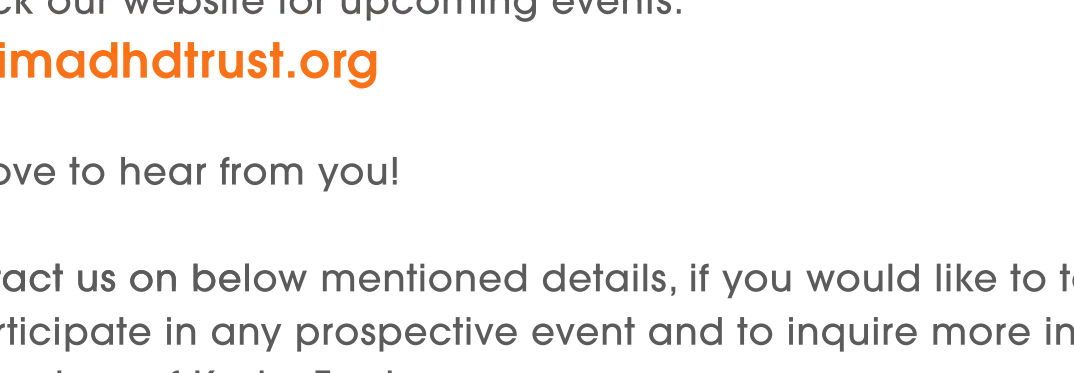 ck our website for upcoming events.
imadhdtrust.org
ove to hear from you!
act us on below mentioned details, if you would like to t
rticipate in any prospective event and to inquire more in